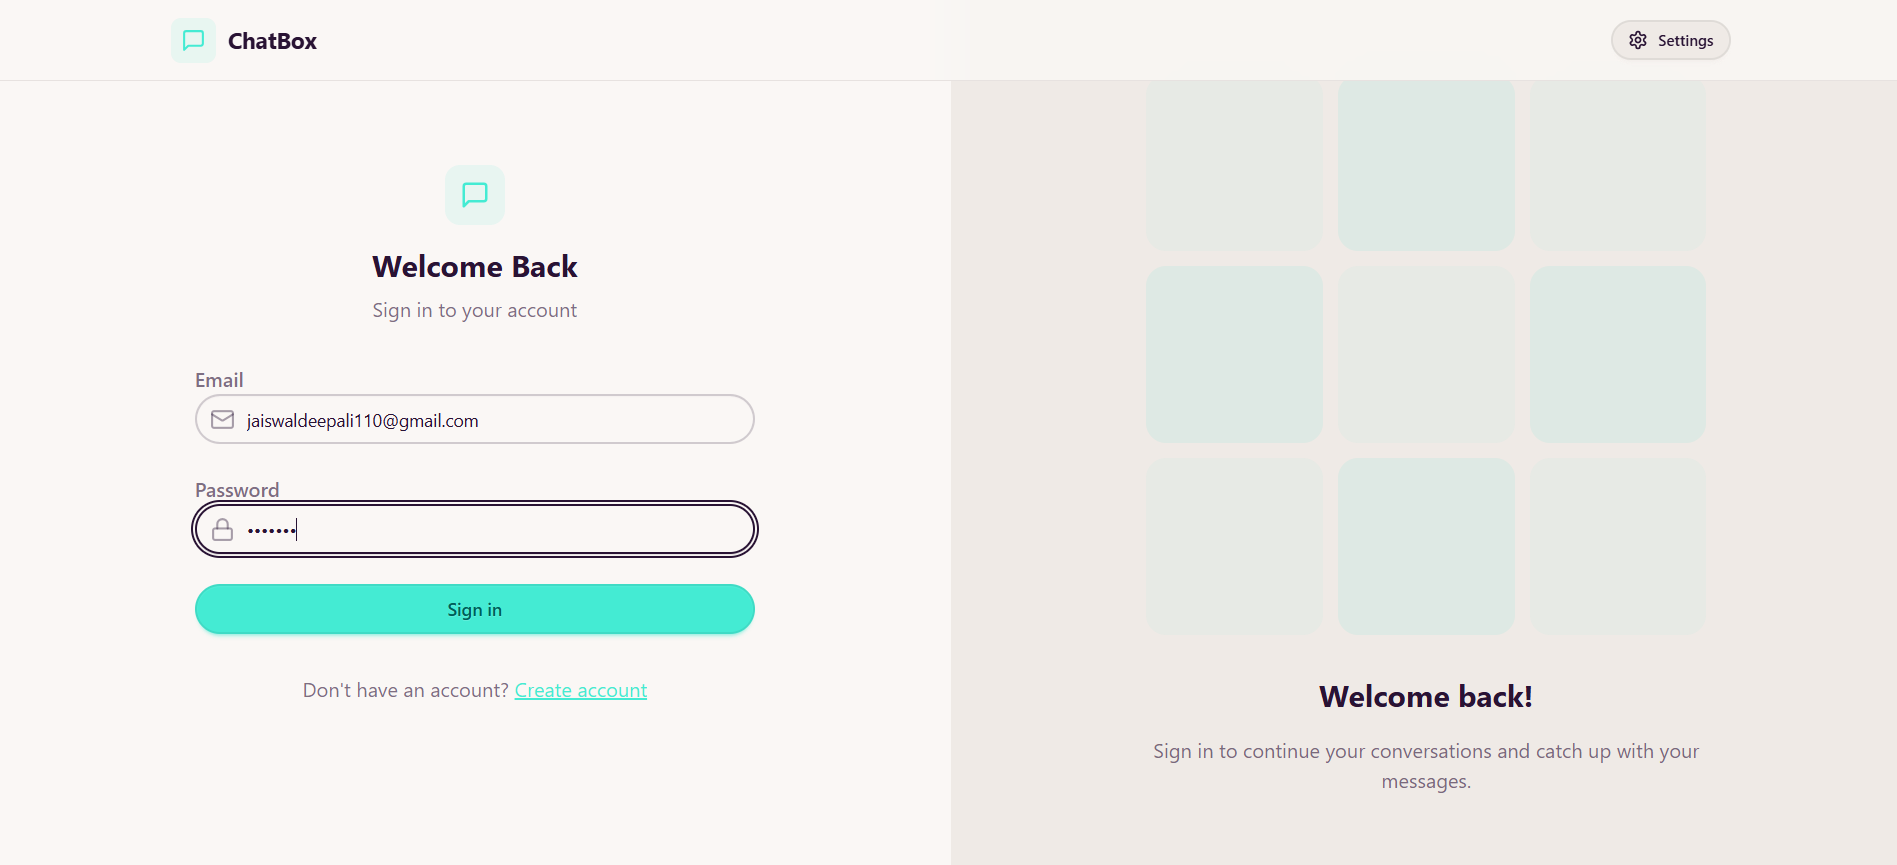 ChatBox
Settings
Welcome Back
Sign in to your account
Email
jaiswaldeepali110@gmail.com
Password
•••••••
Sign in
Don't have an account? Create account
Welcome back!
Sign in to continue your conversations and catch up with your
messages.